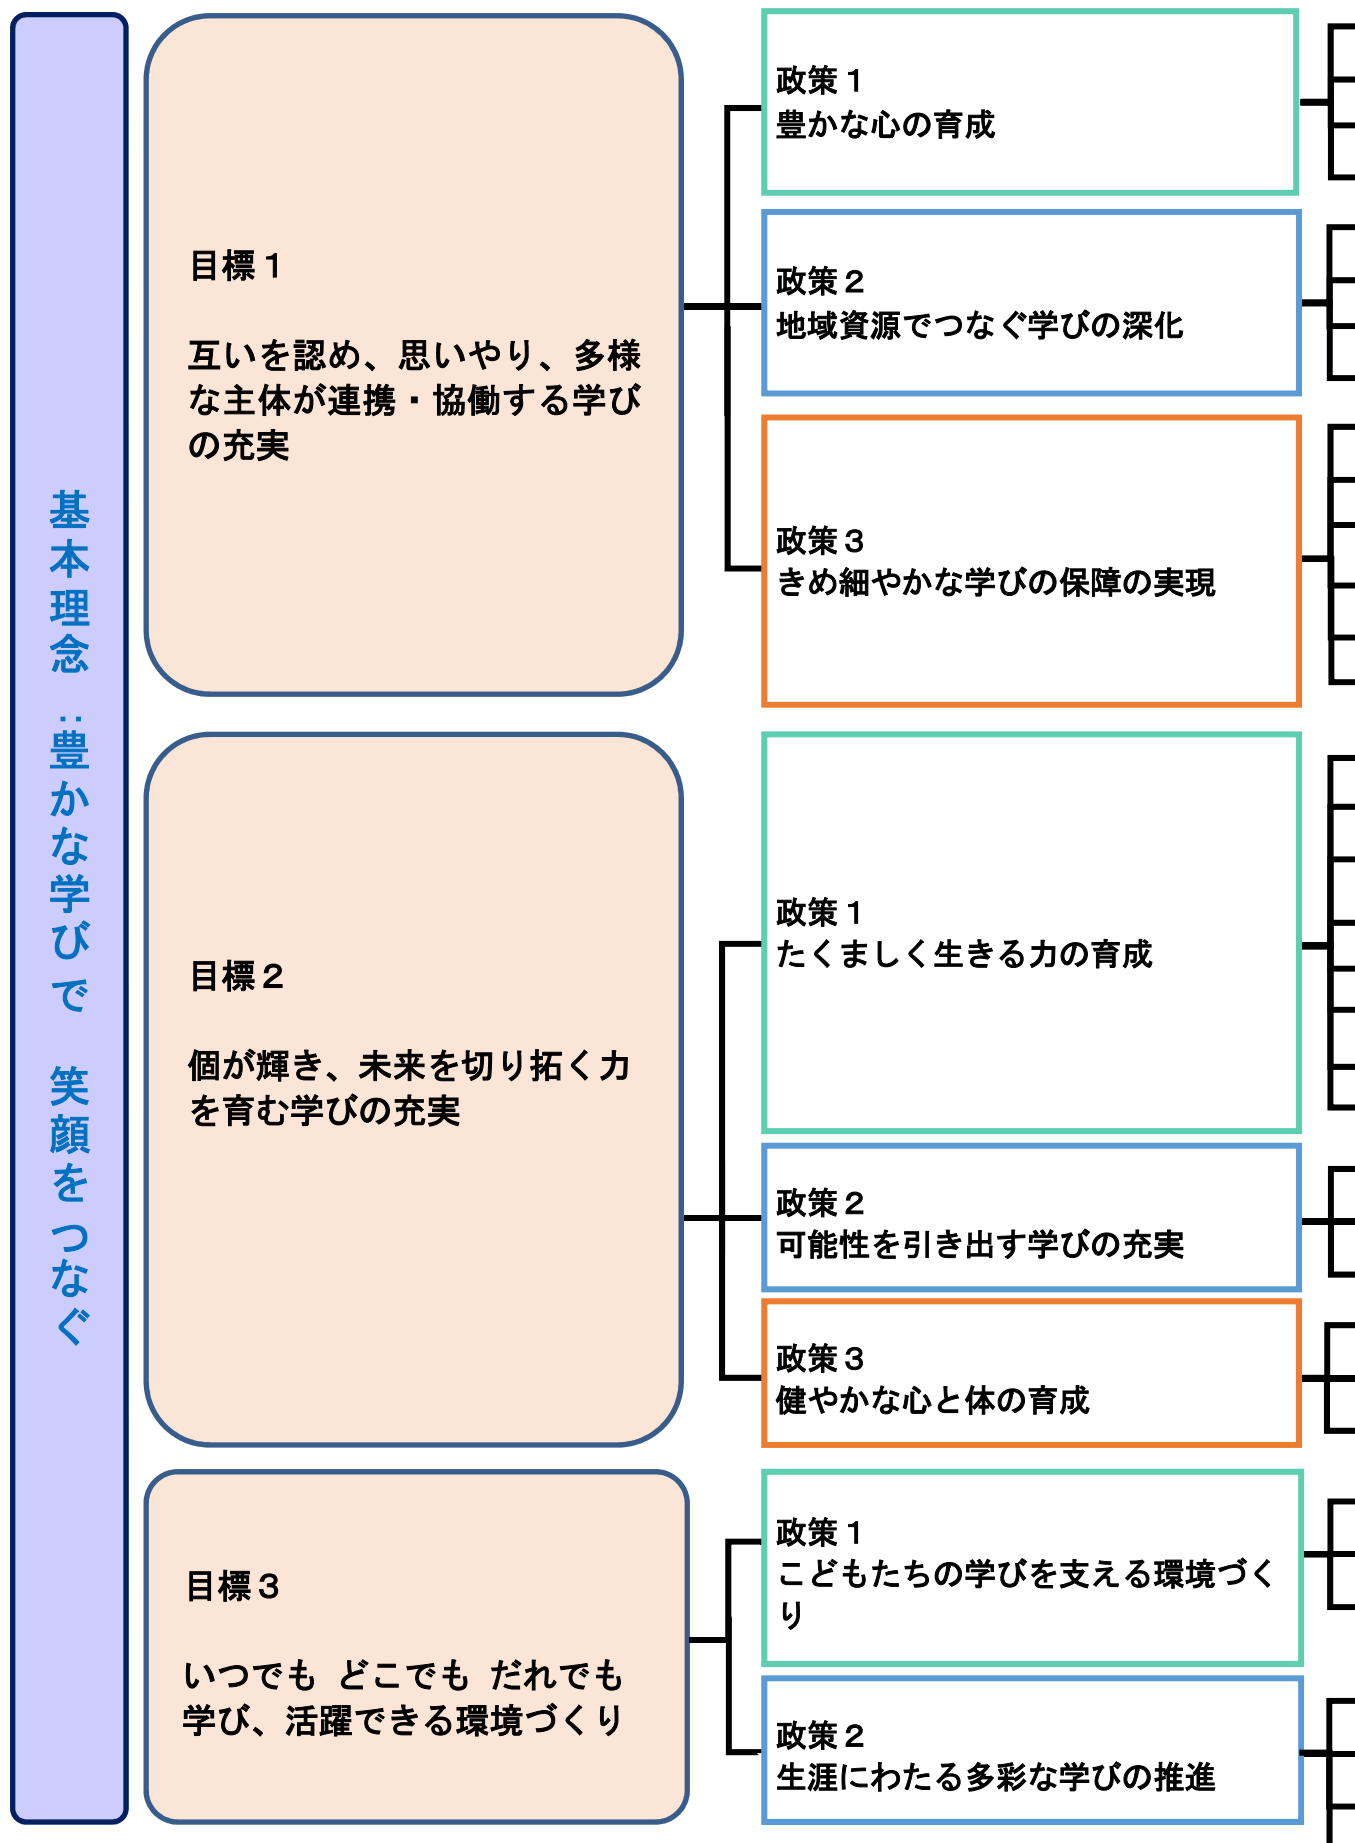 基本理念：豊かな学びで　笑顔をつなぐ
目標１
互いを認め、思いやり、多様
な主体が連携・協働する学び
の充実
政策１
豊かな心の育成
政策２
地域資源でつなぐ学びの深化
政策３
きめ細やかな学びの保障の実現
目標２
個が輝き、未来を切り拓く力
を育む学びの充実
政策１
たくましく生きる力の育成
政策２
可能性を引き出す学びの充実
政策３
健やかな心と体の育成
目標３
いつでも どこでも だれでも
学び、活躍できる環境づくり
政策１
こどもたちの学びを支える環境づく
り
政策２
生涯にわたる多彩な学びの推進